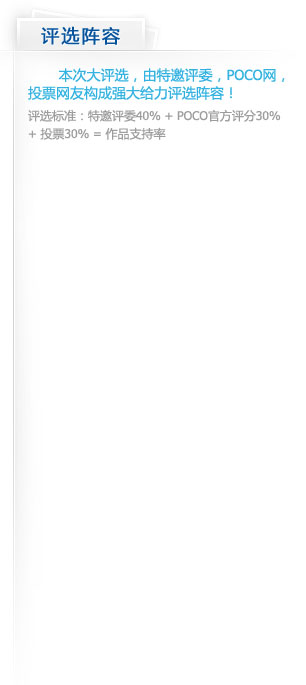 评选阵容
本次大评选，由特邀评委，POCO网，
投票网友构成强大给力评选阵容！
评选标准：特邀评委40% + POCO官方评分30%
+ 投票30% = 作品支持率